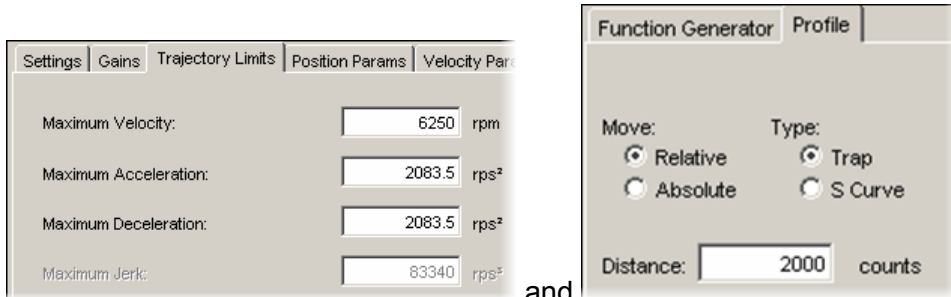 Settings Gains Trajectory Limits Position Params Velocity
Maximum Velocity: 6250 rpm
Maximum Acceleration: 2083.5 rps²
Maximum Deceleration: 2083.5 rps²
Maximum Jerk: 83340 rps³
and
Function Generator Profile
Move: Type:
Relative Trap
Absolute S Curve
Distance: 2000 counts